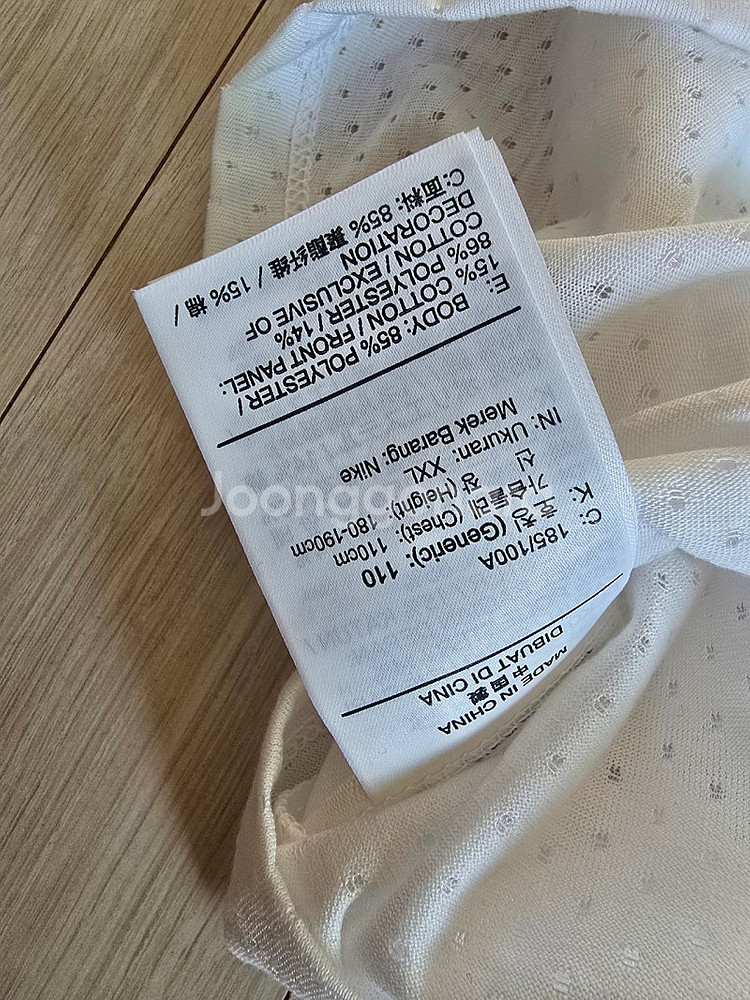 MADE IN CHINA
中国製
DIBUAT DI CINA
C: 185/100A
K: 호칭 (Generic): 110
가슴둘레 (Chest): 110cm
신장 (Height): 180-190cm
IN: Ukuran: XXL
Merek Barang: Nike
E:
BODY: 85% POLYESTER /
15% COTTON / FRONT PANEL:
86% POLYESTER / 14%
COTTON / EXCLUSIVE OF
DECORATION
C: 面料: 85% 聚酯纤维 / 15% 棉 /